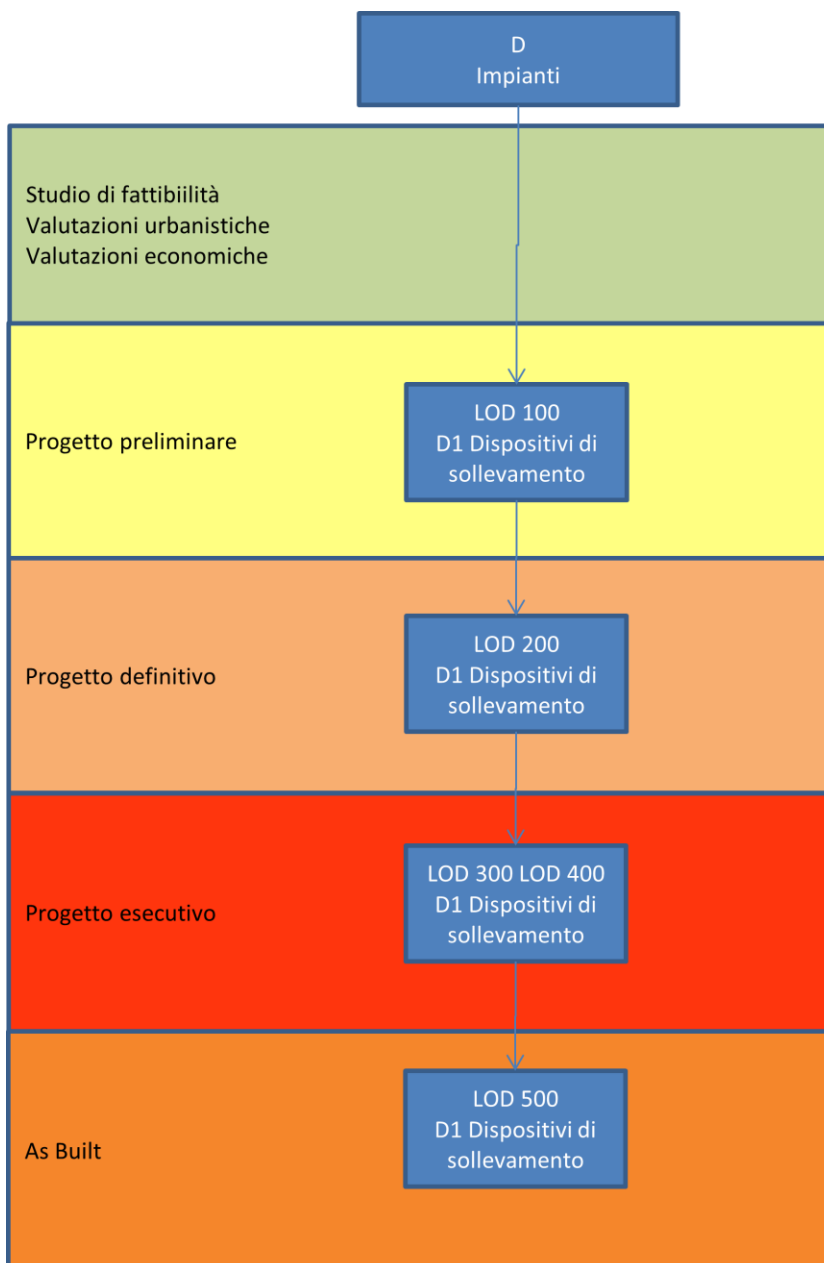 D
Impianti
Studio di fattibiilità
Valutazioni urbanistiche
Valutazioni economiche
LOD 100
D1 Dispositivi di
sollevamento
Progetto preliminare
LOD 200
D1 Dispositivi di
sollevamento
Progetto definitivo
LOD 300 LOD 400
D1 Dispositivi di
sollevamento
Progetto esecutivo
LOD 500
D1 Dispositivi di
sollevamento
As Built